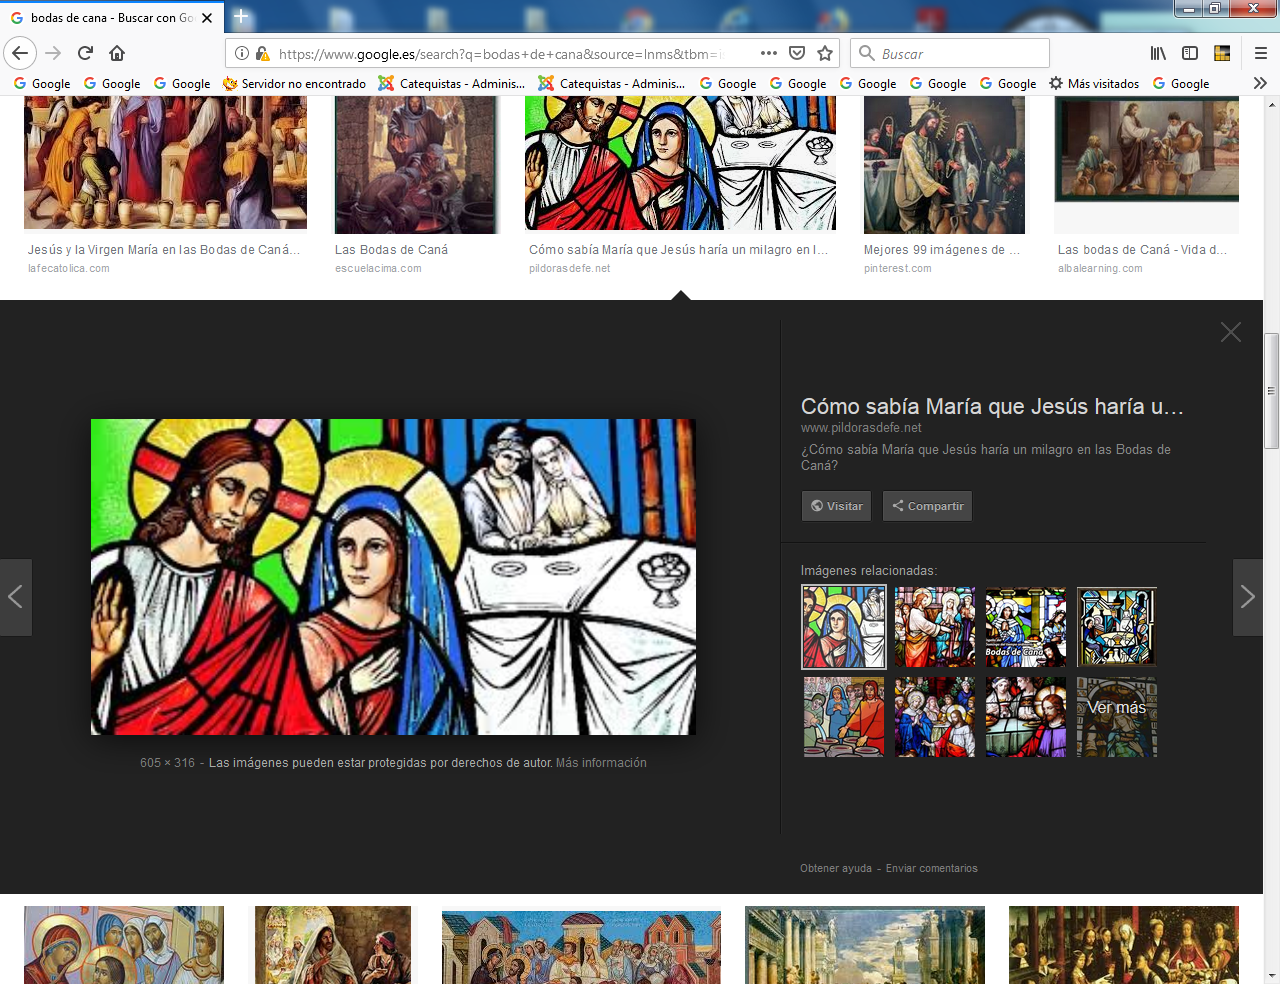 bodas de cana - Buscar con Go
https://www.google.es/search?q=bodas+de+cana&source=lnms&tbm=i
Buscar
Google
Google
Google
Servidor no encontrado
Catequistas - Adminis...
Catequistas - Adminis...
Google
Google
Google
Google
Google
Más visitados
Google
Jesús y la Virgen María en las Bodas de Caná...
lafecatolica.com
Las Bodas de Caná
escuelacima.com
Cómo sabía María que Jesús haría un milagro en l...
pildorasdefe.net
Mejores 99 imágenes de ...
pinterest.com
Las bodas de Caná - Vida d...
albalearning.com
Cómo sabía María que Jesús haría u...
www.pildorasdefe.net
¿Cómo sabía María que Jesús haría un milagro en las Bodas de
Caná?
Visitar
Compartir
Imágenes relacionadas:
Bodas de Caná
Ver más
605 × 316 - Las imágenes pueden estar protegidas por derechos de autor. Más información
Obtener ayuda - Enviar comentarios